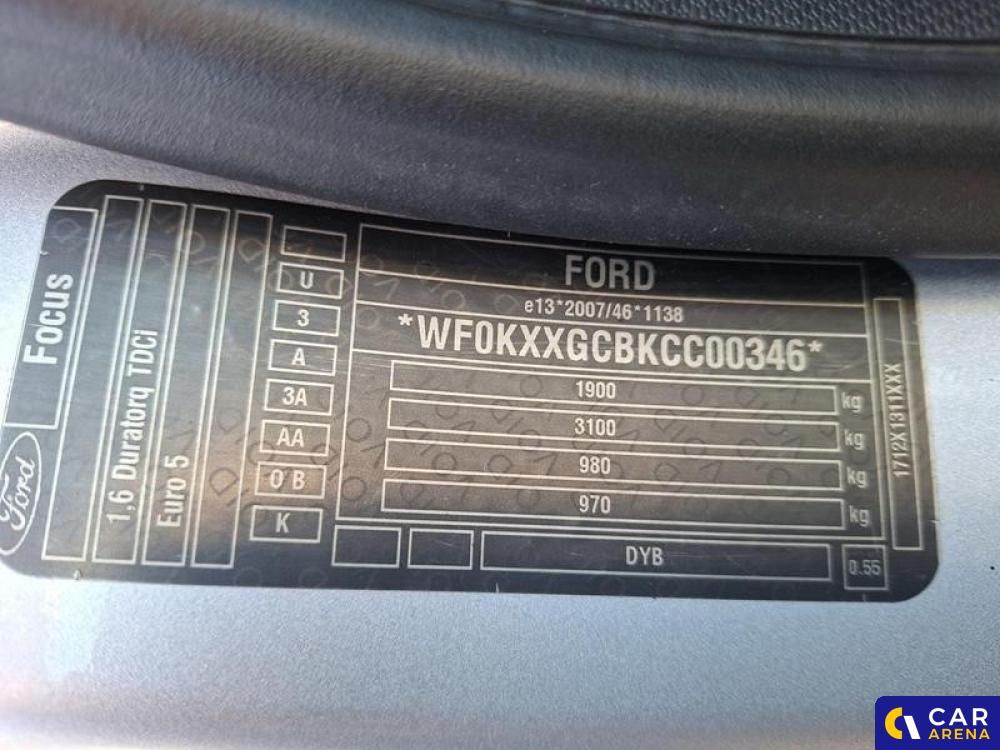 Ford
Focus
1,6 Duratorq TDCi
Euro 5
U
3
A
3A
AA
0 B
K
FORD
e13*2007/46*1138
*WF0KXXGCBKCC00346*
1900 kg
3100 kg
980 kg
970 kg
DYB
0.55
1712X1311XXX
CAR
ARENA